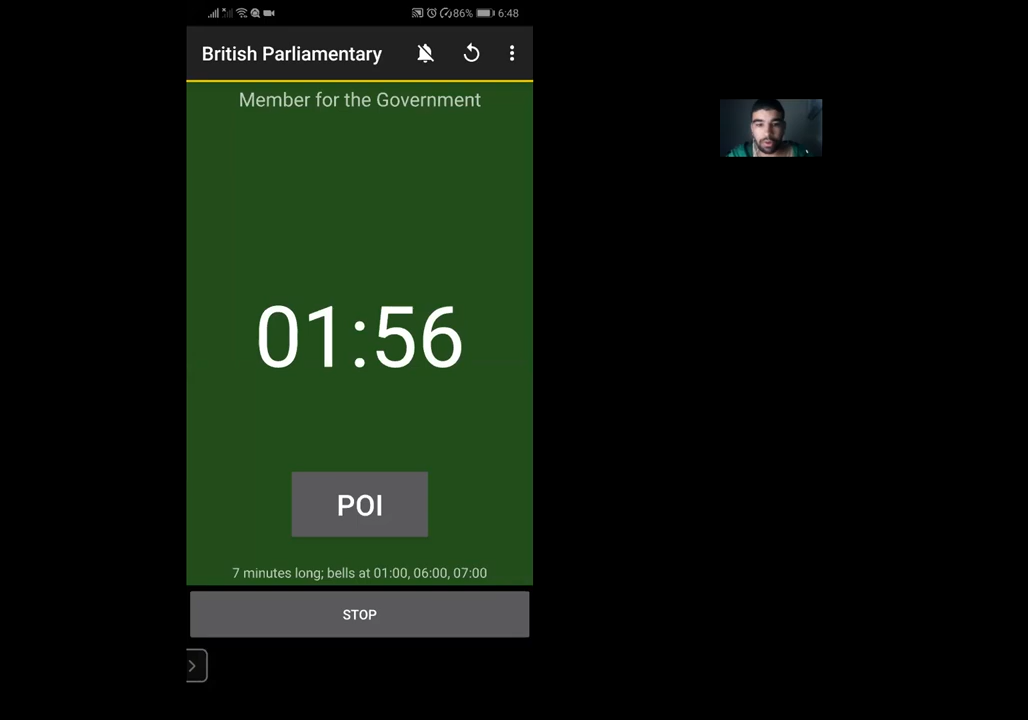 86% 6:48
British Parliamentary
Member for the Government
01:56
POI
7 minutes long; bells at 01:00, 06:00, 07:00
STOP